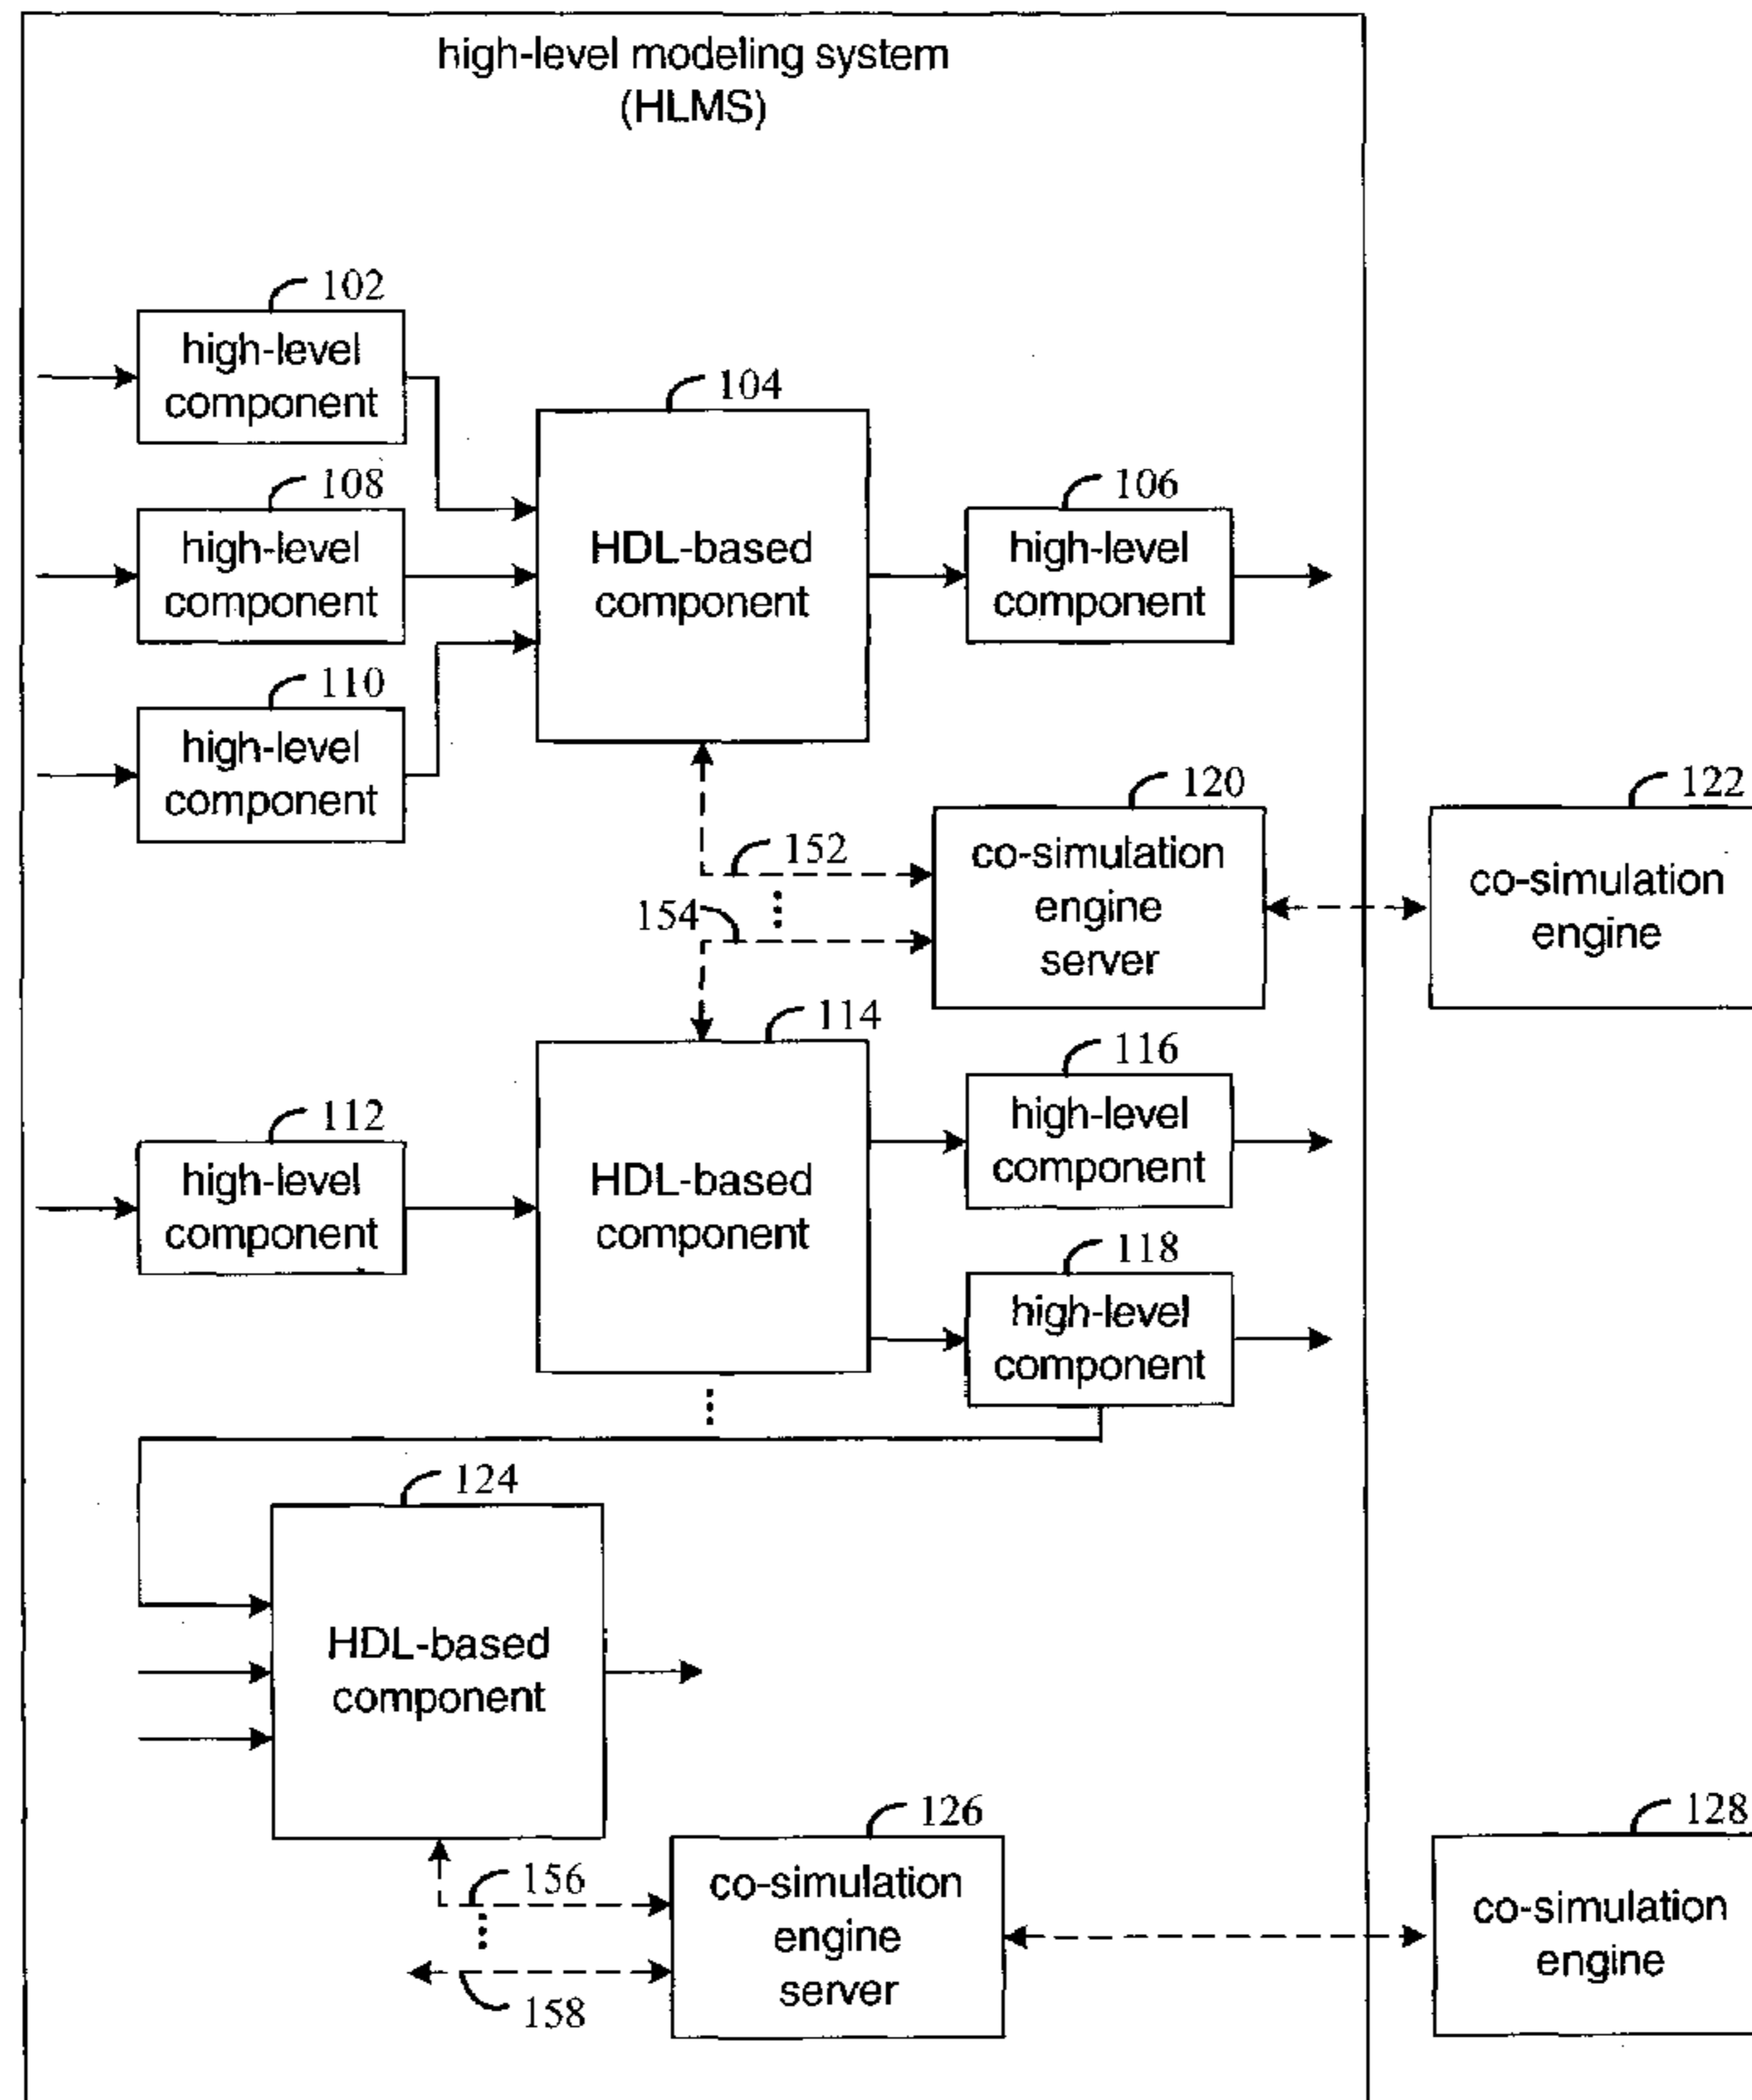 high-level modeling system
(HLMS)
102
high-level
component
104
108
high-level
component
HDL-based
component
106
high-level
component
110
high-level
component
120
122
152
co-simulation
engine
server
co-simulation
engine
154
114
116
high-level
component
112
high-level
component
HDL-based
component
118
high-level
component
124
HDL-based
component
126
128
156
co-simulation
engine
server
co-simulation
engine
158